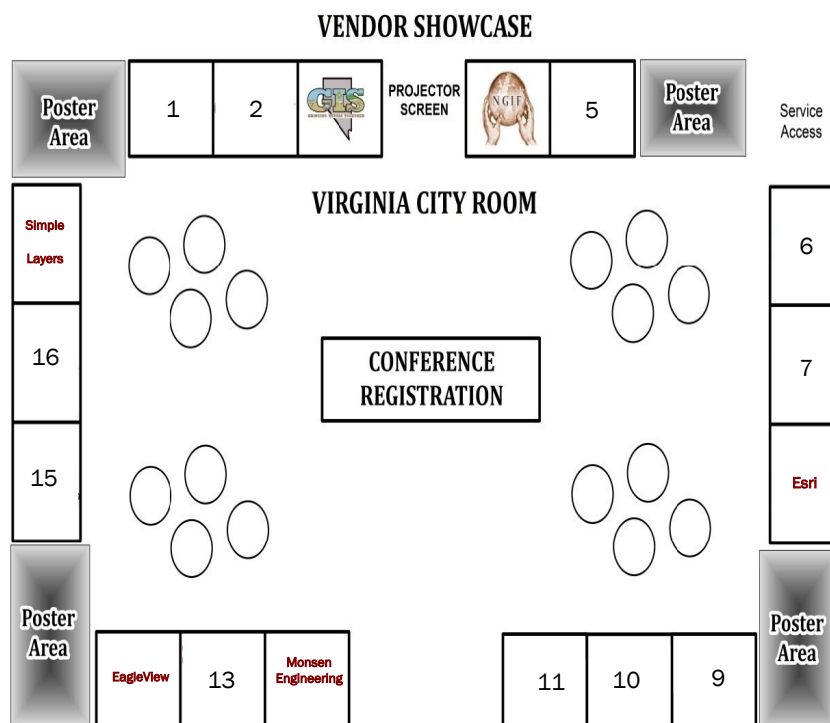 VENDOR SHOWCASE
Poster
Area
1
2
GIS
PROJECTOR
SCREEN
NGIF
5
Poster
Area
Service
Access
VIRGINIA CITY ROOM
Simple
Layers
16
15
6
7
Esri
CONFERENCE
REGISTRATION
Poster
Area
EagleView
13
Monsen
Engineering
11
10
9
Poster
Area